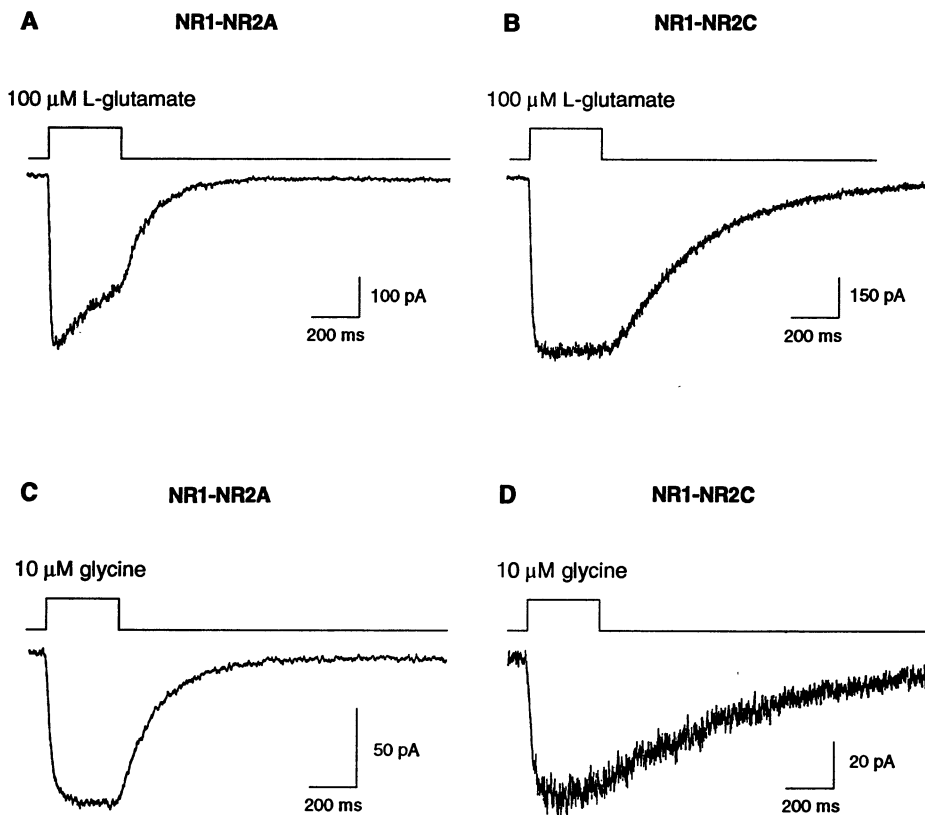 A NR1-NR2A
100 μM L-glutamate
100 pA
200 ms
B NR1-NR2C
100 μM L-glutamate
150 pA
200 ms
C NR1-NR2A
10 μM glycine
50 pA
200 ms
D NR1-NR2C
10 μM glycine
20 pA
200 ms